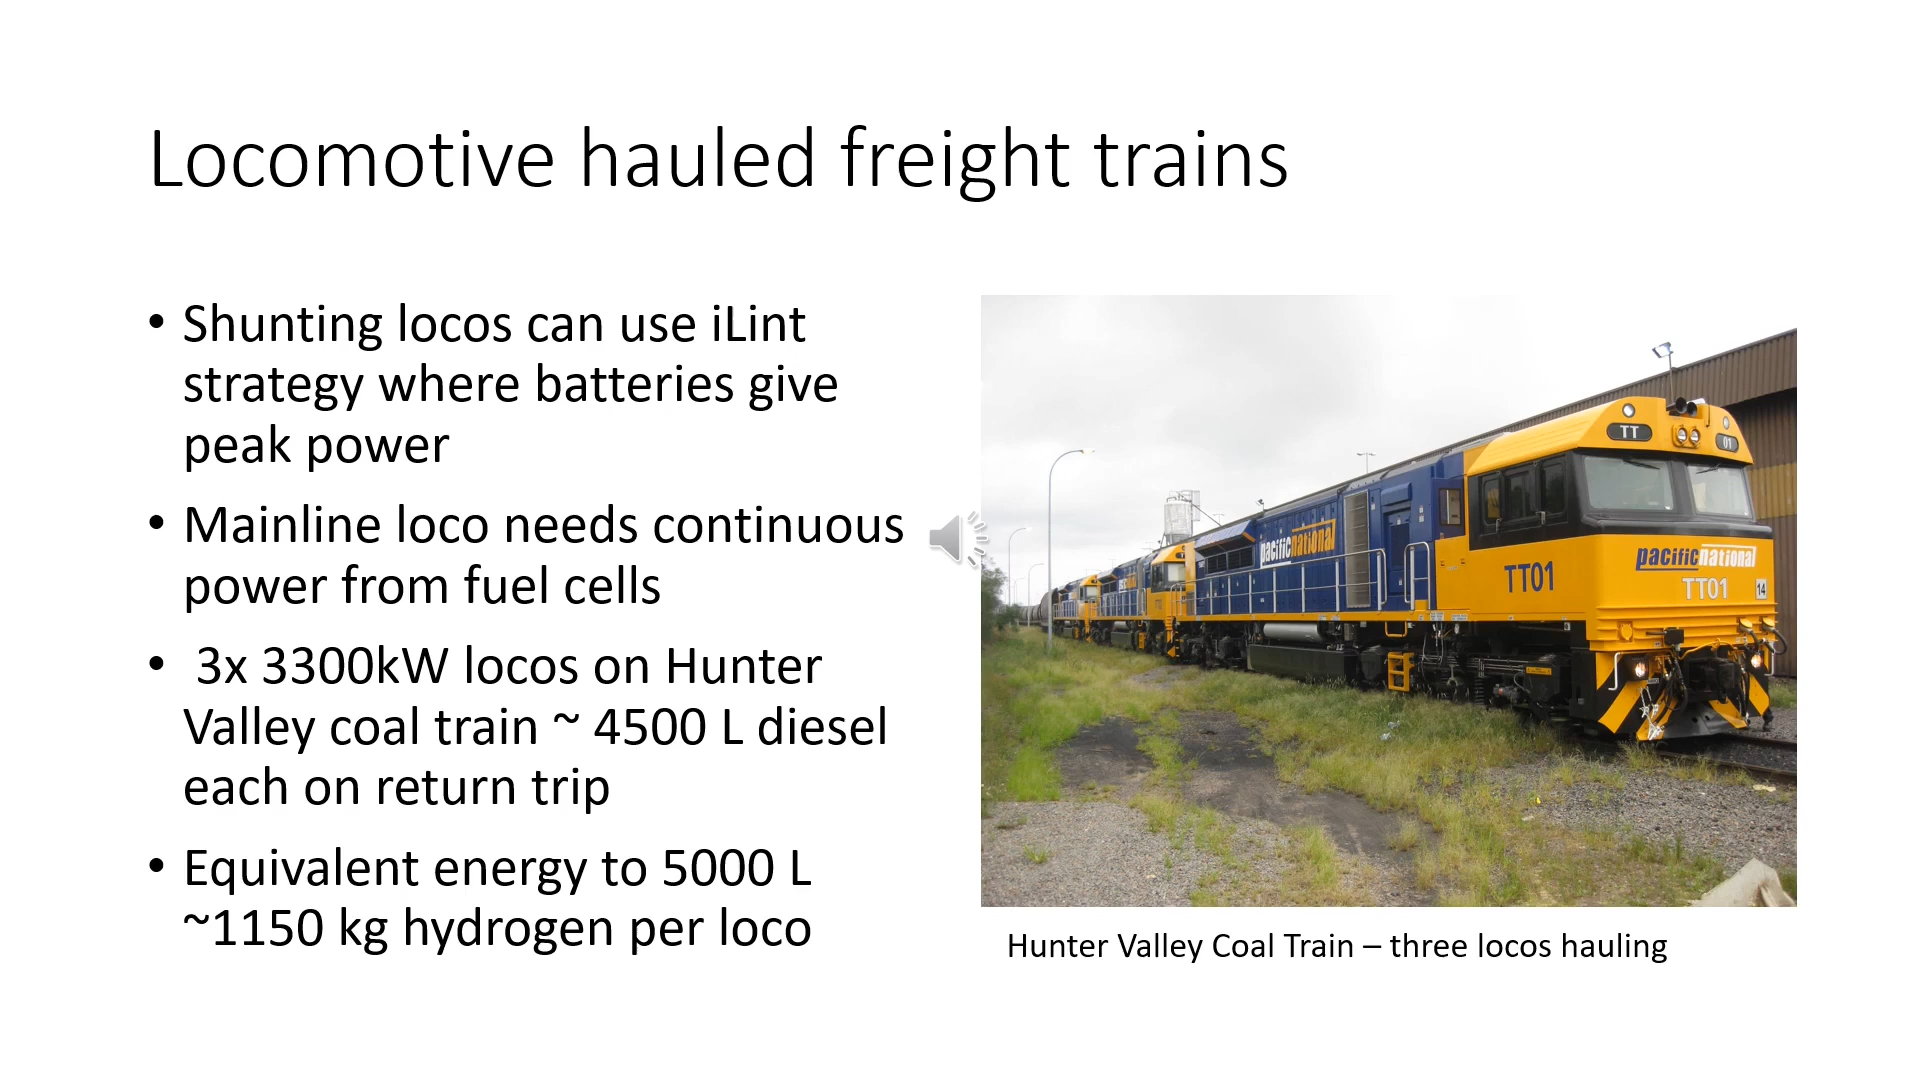 Locomotive hauled freight trains
• Shunting locos can use iLint
strategy where batteries give
peak power
• Mainline loco needs continuous
power from fuel cells
• 3x 3300kW locos on Hunter
Valley coal train ~ 4500 L diesel
each on return trip
• Equivalent energy to 5000 L
~1150 kg hydrogen per loco
TT
01
pacificnational
pacificnational
TT01
TT01
14
Hunter Valley Coal Train – three locos hauling